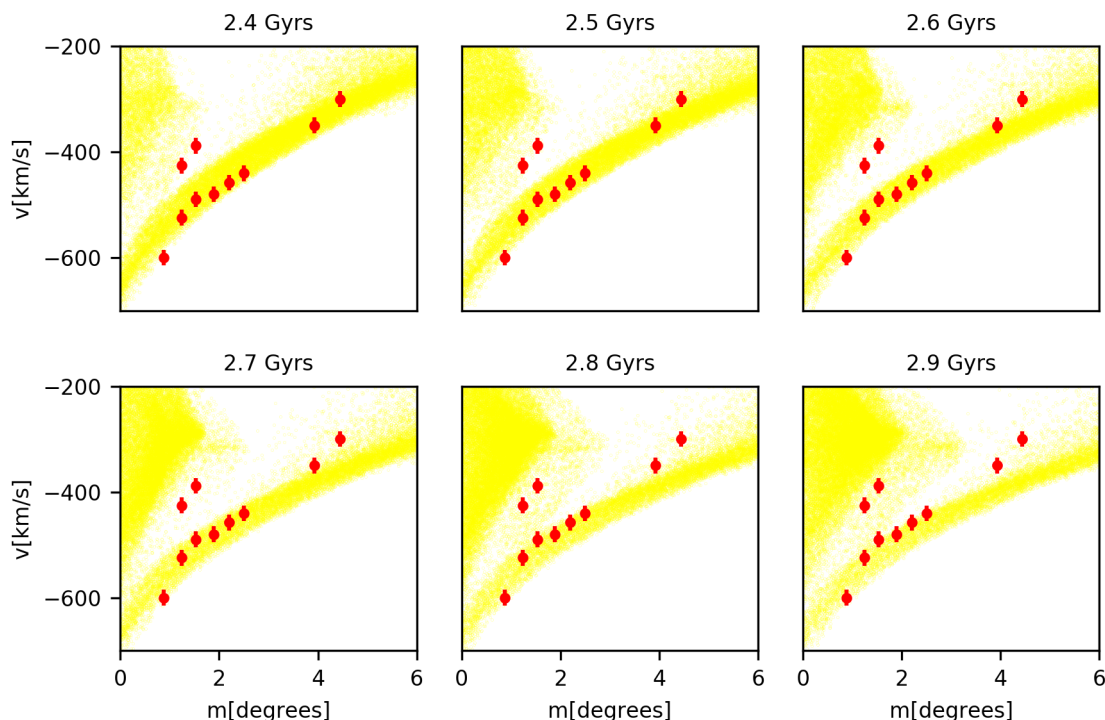 2.4 Gyrs 2.5 Gyrs 2.6 Gyrs
−200
−400
−600
v[km/s]
2.7 Gyrs 2.8 Gyrs 2.9 Gyrs
−200
−400
−600
v[km/s]
0 2 4 6 0 2 4 6 0 2 4 6
m[degrees] m[degrees] m[degrees]